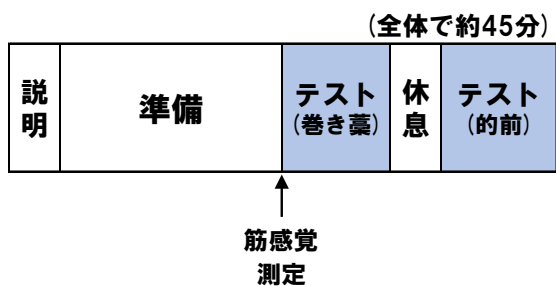 (全体で約45分)
説明
準備
テスト
(巻き藁)
休息
テスト
(的前)
筋感覚
測定